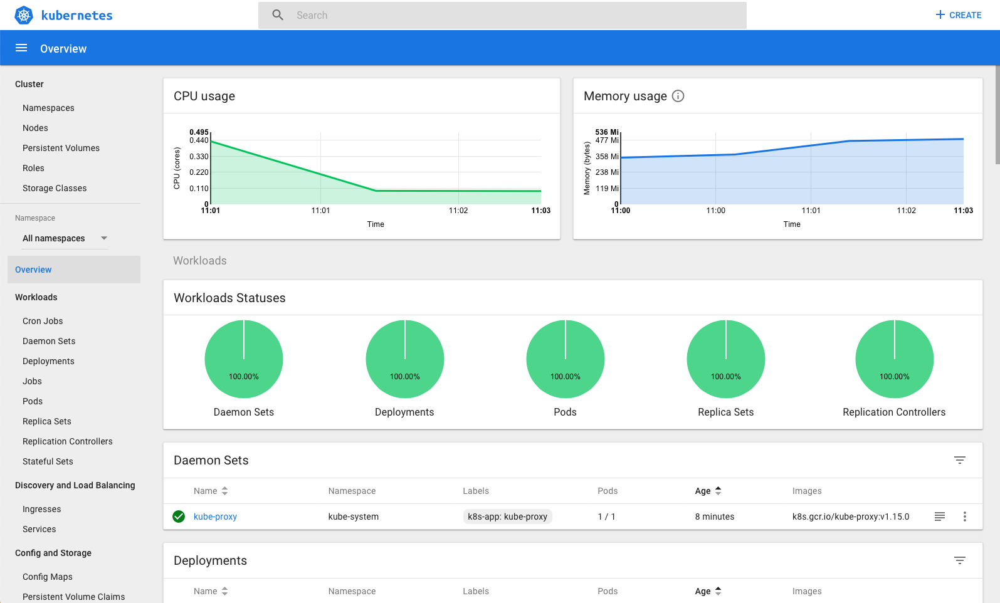 kubernetes
Search
CREATE
Overview
Cluster
Namespaces
Nodes
Persistent Volumes
Roles
Storage Classes
Namespace
All namespaces
Overview
Workloads
Cron Jobs
Daemon Sets
Deployments
Jobs
Pods
Replica Sets
Replication Controllers
Stateful Sets
Discovery and Load Balancing
Ingresses
Services
Config and Storage
Config Maps
Persistent Volume Claims
CPU usage
CPU (cores)
0.495
0.440
0.330
0.220
0.110
0
11:01 11:01 11:02 11:03
Time
Memory usage
Memory (bytes)
536 Mi
477 Mi
358 Mi
238 Mi
119 Mi
0
11:00 11:00 11:01 11:02 11:03
Time
Workloads
Workloads Statuses
100.00% 100.00% 100.00% 100.00% 100.00%
Daemon Sets Deployments Pods Replica Sets Replication Controllers
Daemon Sets
Name Namespace Labels Pods Age Images
kube-proxy kube-system k8s-app: kube-proxy 1 / 1 8 minutes k8s.gcr.io/kube-proxy:v1.15.0
Deployments
Name Namespace Labels Pods Age Images